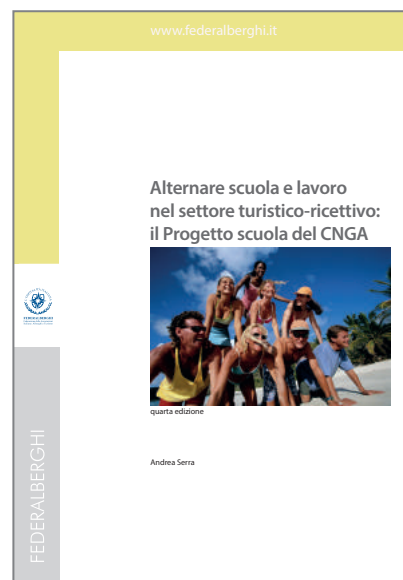 www.federalberghi.it
Alternare scuola e lavoro
nel settore turistico-ricettivo:
il Progetto scuola del CNGA
FEDERALBERGHI
quarta edizione
Andrea Serra
FEDERALBERGHI